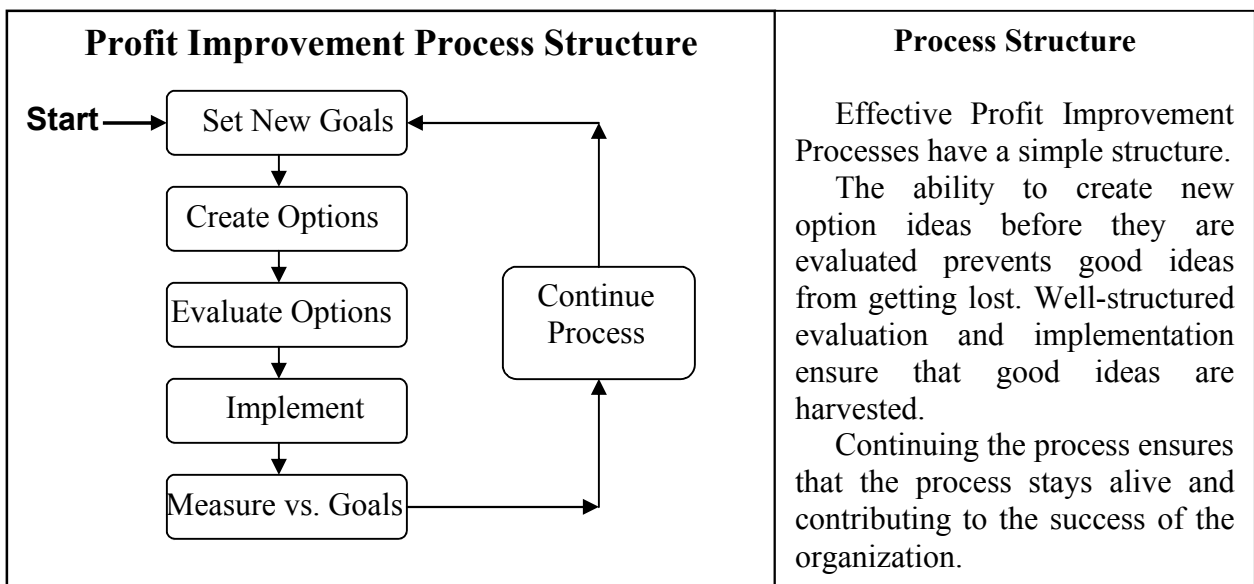 Profit Improvement Process Structure
Start
Set New Goals
Create Options
Evaluate Options
Implement
Measure vs. Goals
Continue
Process
Process Structure
Effective Profit Improvement
Processes have a simple structure.
The ability to create new
option ideas before they are
evaluated prevents good ideas
from getting lost. Well-structured
evaluation and implementation
ensure that good ideas are
harvested.
Continuing the process ensures
that the process stays alive and
contributing to the success of the
organization.